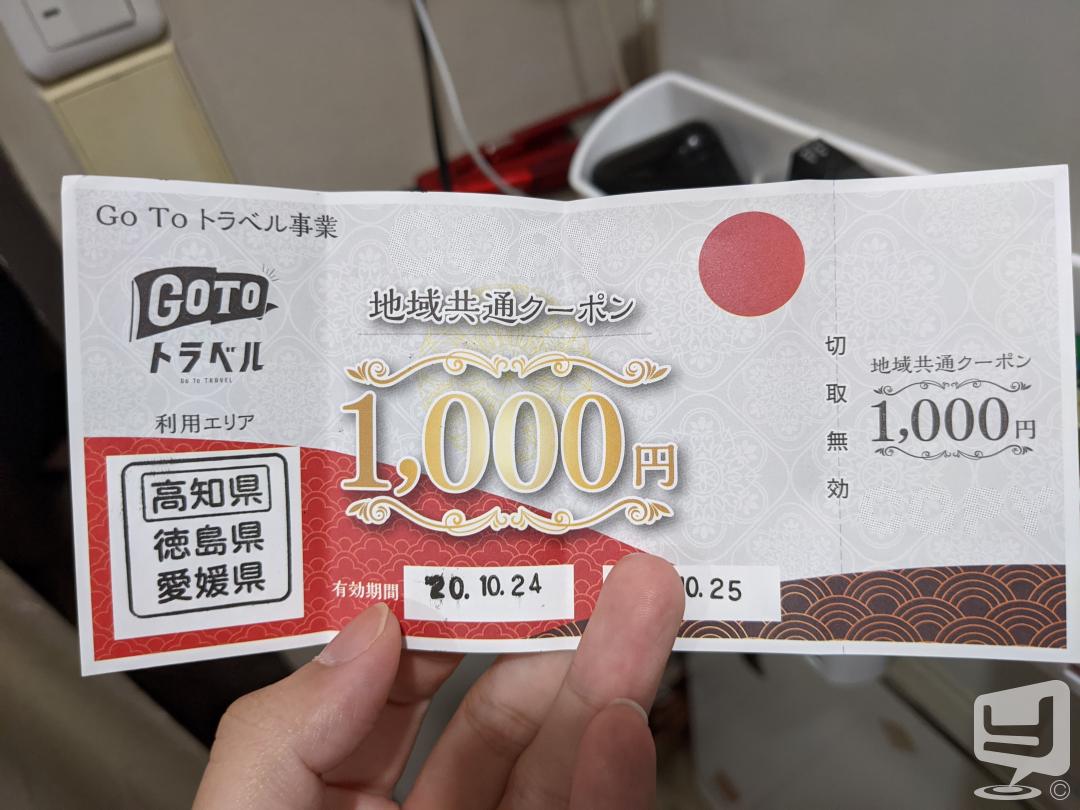 Go To トラベル事業
GOTO
トラベル
Go To TRAVEL
利用エリア
高知県
徳島県
愛媛県
地域共通クーポン
1,000円
有効期間
'20.10.24
0.25
切取無効
地域共通クーポン
1,000円